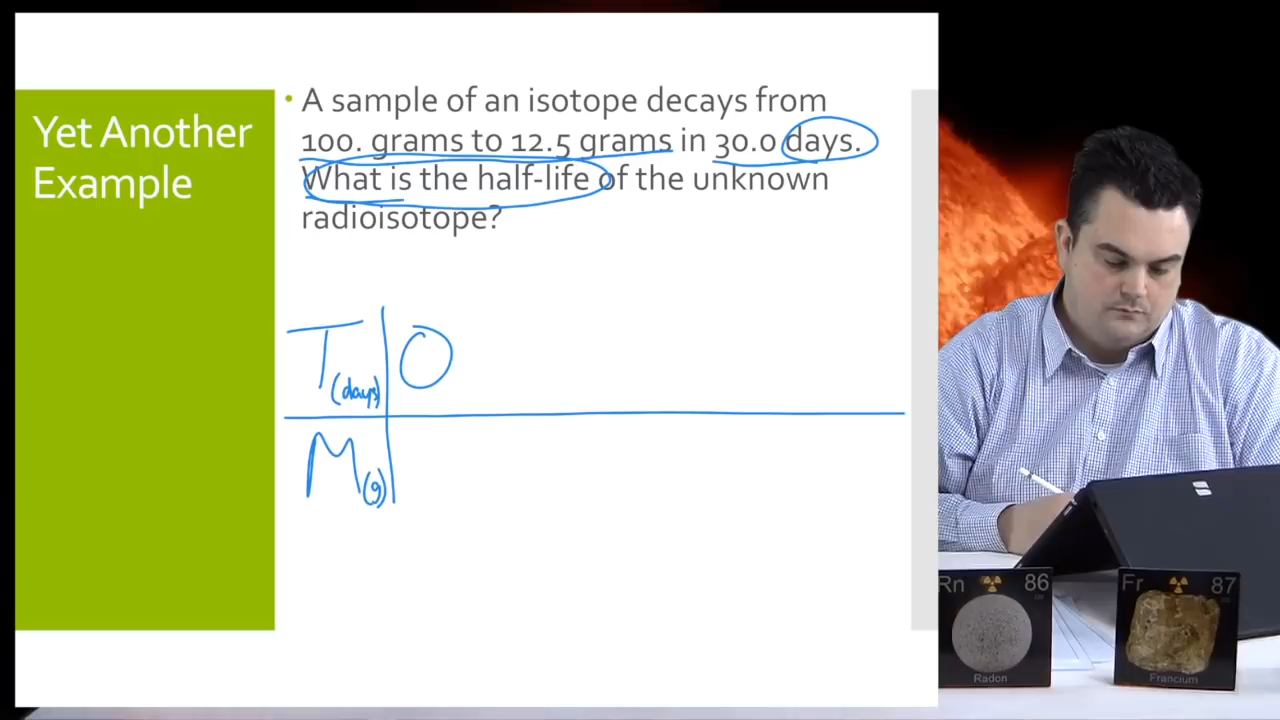 Yet Another
Example
• A sample of an isotope decays from
100. grams to 12.5 grams in 30.0 days.
What is the half-life of the unknown
radioisotope?
T (days) 0
M (g)
Rn 86
Radon
Fr 87
Francium